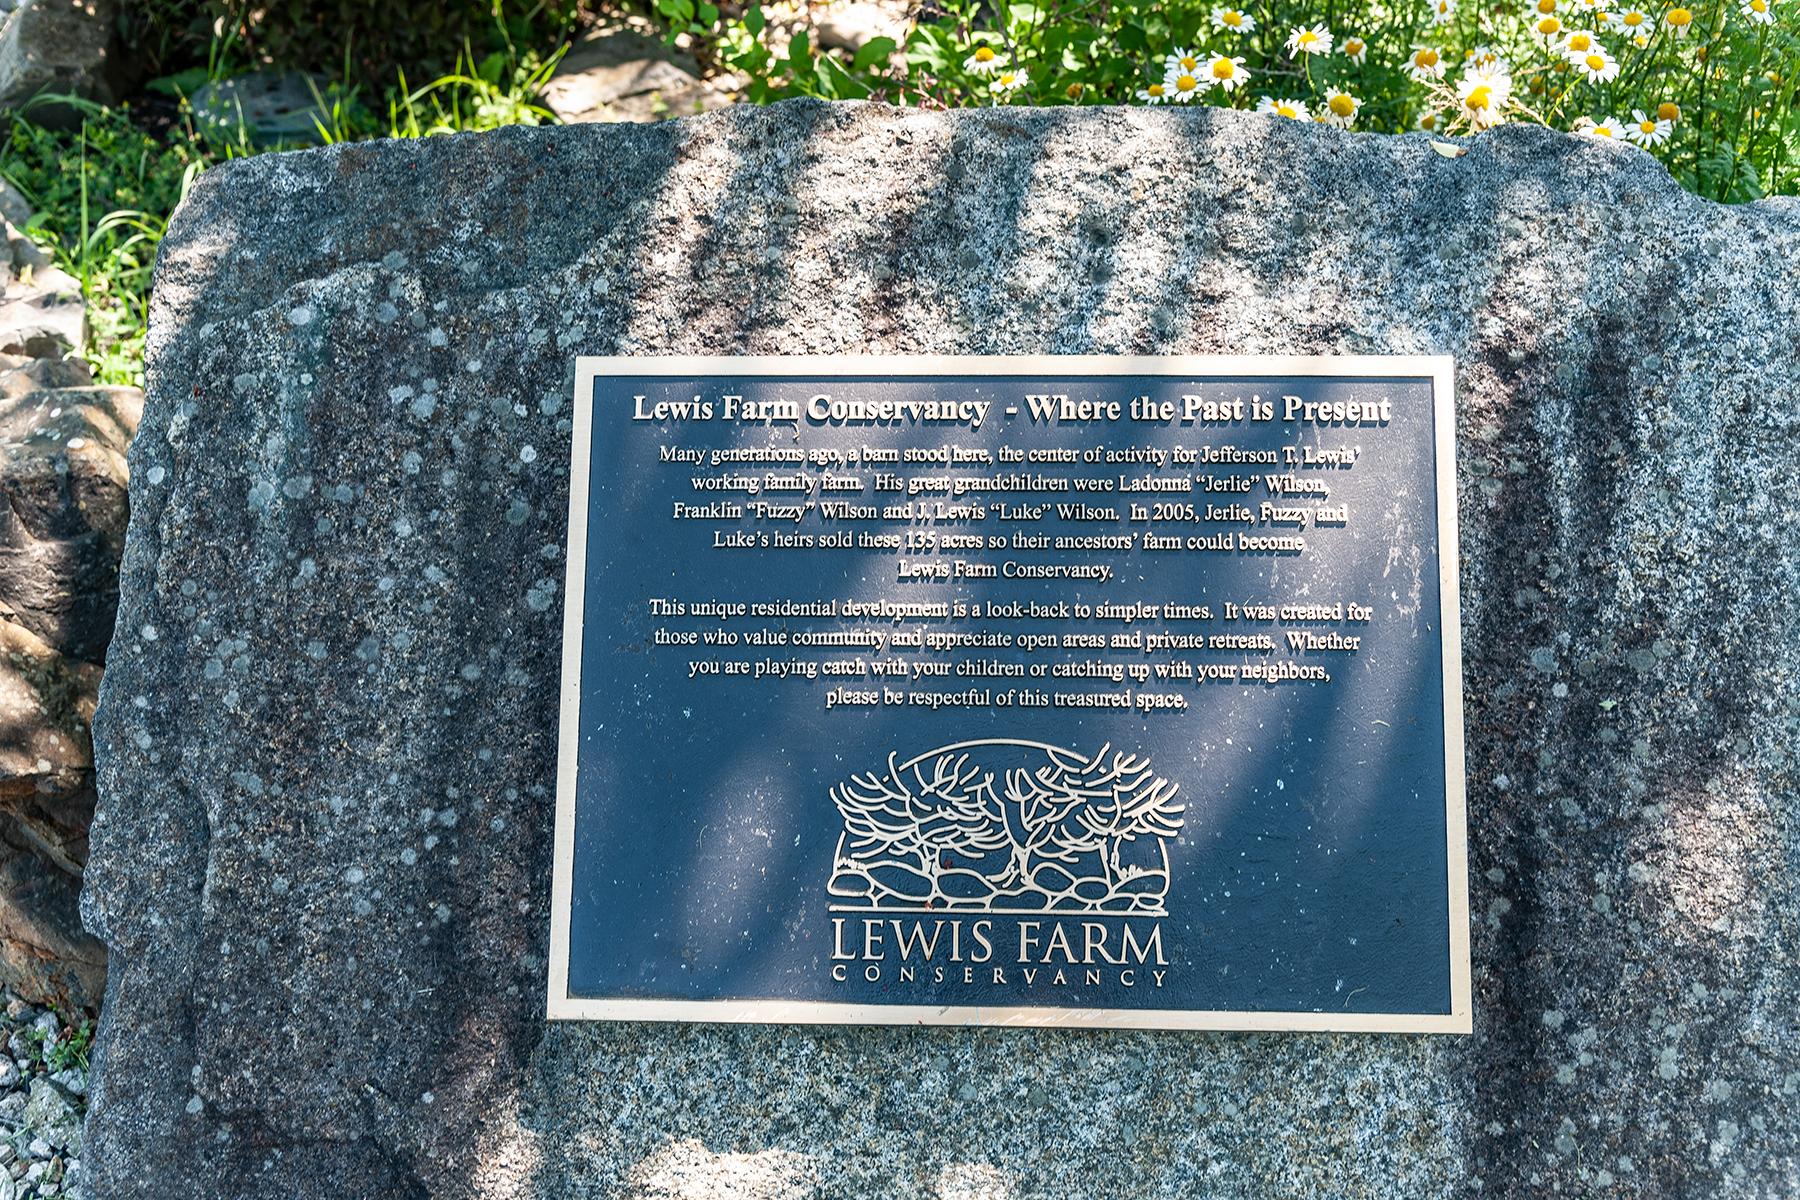 Lewis Farm Conservancy - Where the Past is Present
Many generations ago, a barn stood here, the center of activity for Jefferson T. Lewis'
working family farm. His great grandchildren were Ladonna "Jerlie" Wilson,
Franklin "Fuzzy" Wilson and J. Lewis "Luke" Wilson. In 2005, Jerlie, Fuzzy and
Luke's heirs sold these 135 acres so their ancestors' farm could become
Lewis Farm Conservancy.
This unique residential development is a look-back to simpler times. It was created for
those who value community and appreciate open areas and private retreats. Whether
you are playing catch with your children or catching up with your neighbors,
please be respectful of this treasured space.
LEWIS FARM
CONSERVANCY